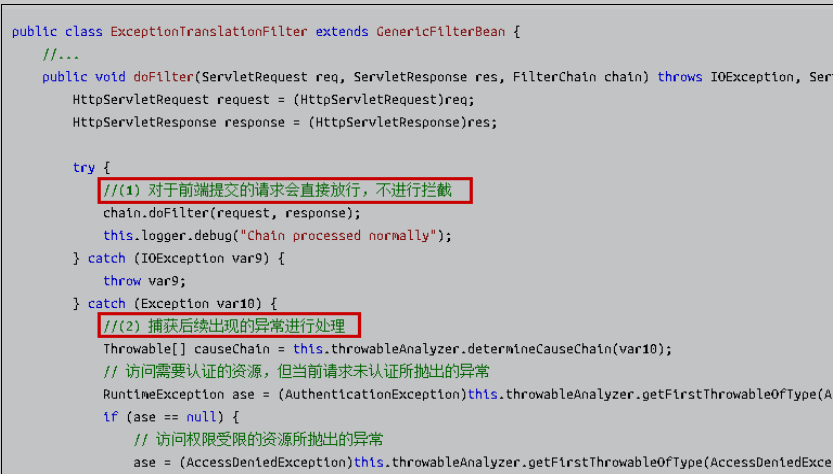 public class ExceptionTranslationFilter extends GenericFilterBean {
//...
public void doFilter(ServletRequest req, ServletResponse res, FilterChain chain) throws IOException, Ser
HttpServletRequest request = (HttpServletRequest)req;
HttpServletResponse response = (HttpServletResponse)res;
try {
//(1) 对于前端提交的请求会直接放行，不进行拦截
chain.doFilter(request, response);
this.logger.debug("Chain processed normally");
} catch (IOException var9) {
throw var9;
} catch (Exception var10) {
//(2) 捕获后续出现的异常进行处理
Throwable[] causeChain = this.throwableAnalyzer.determineCauseChain(var10);
// 访问需要认证的资源，但当前请求未认证所抛出的异常
RuntimeException ase = (AuthenticationException)this.throwableAnalyzer.getFirstThrowableOfType(A
if (ase == null) {
// 访问权限受限的资源所抛出的异常
ase = (AccessDeniedException)this.throwableAnalyzer.getFirstThrowableOfType(AccessDeniedExce